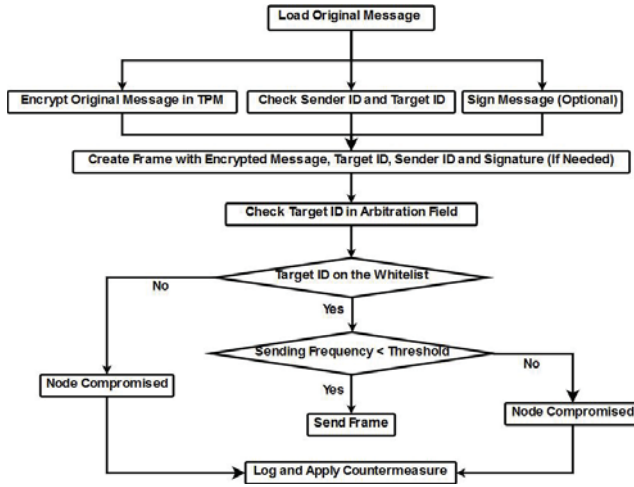 Load Original Message
Encrypt Original Message in TPM
Check Sender ID and Target ID
Sign Message (Optional)
Create Frame with Encrypted Message, Target ID, Sender ID and Signature (If Needed)
Check Target ID in Arbitration Field
Target ID on the Whitelist
No
Yes
Sending Frequency < Threshold
No
Yes
Node Compromised
Send Frame
Node Compromised
Log and Apply Countermeasure